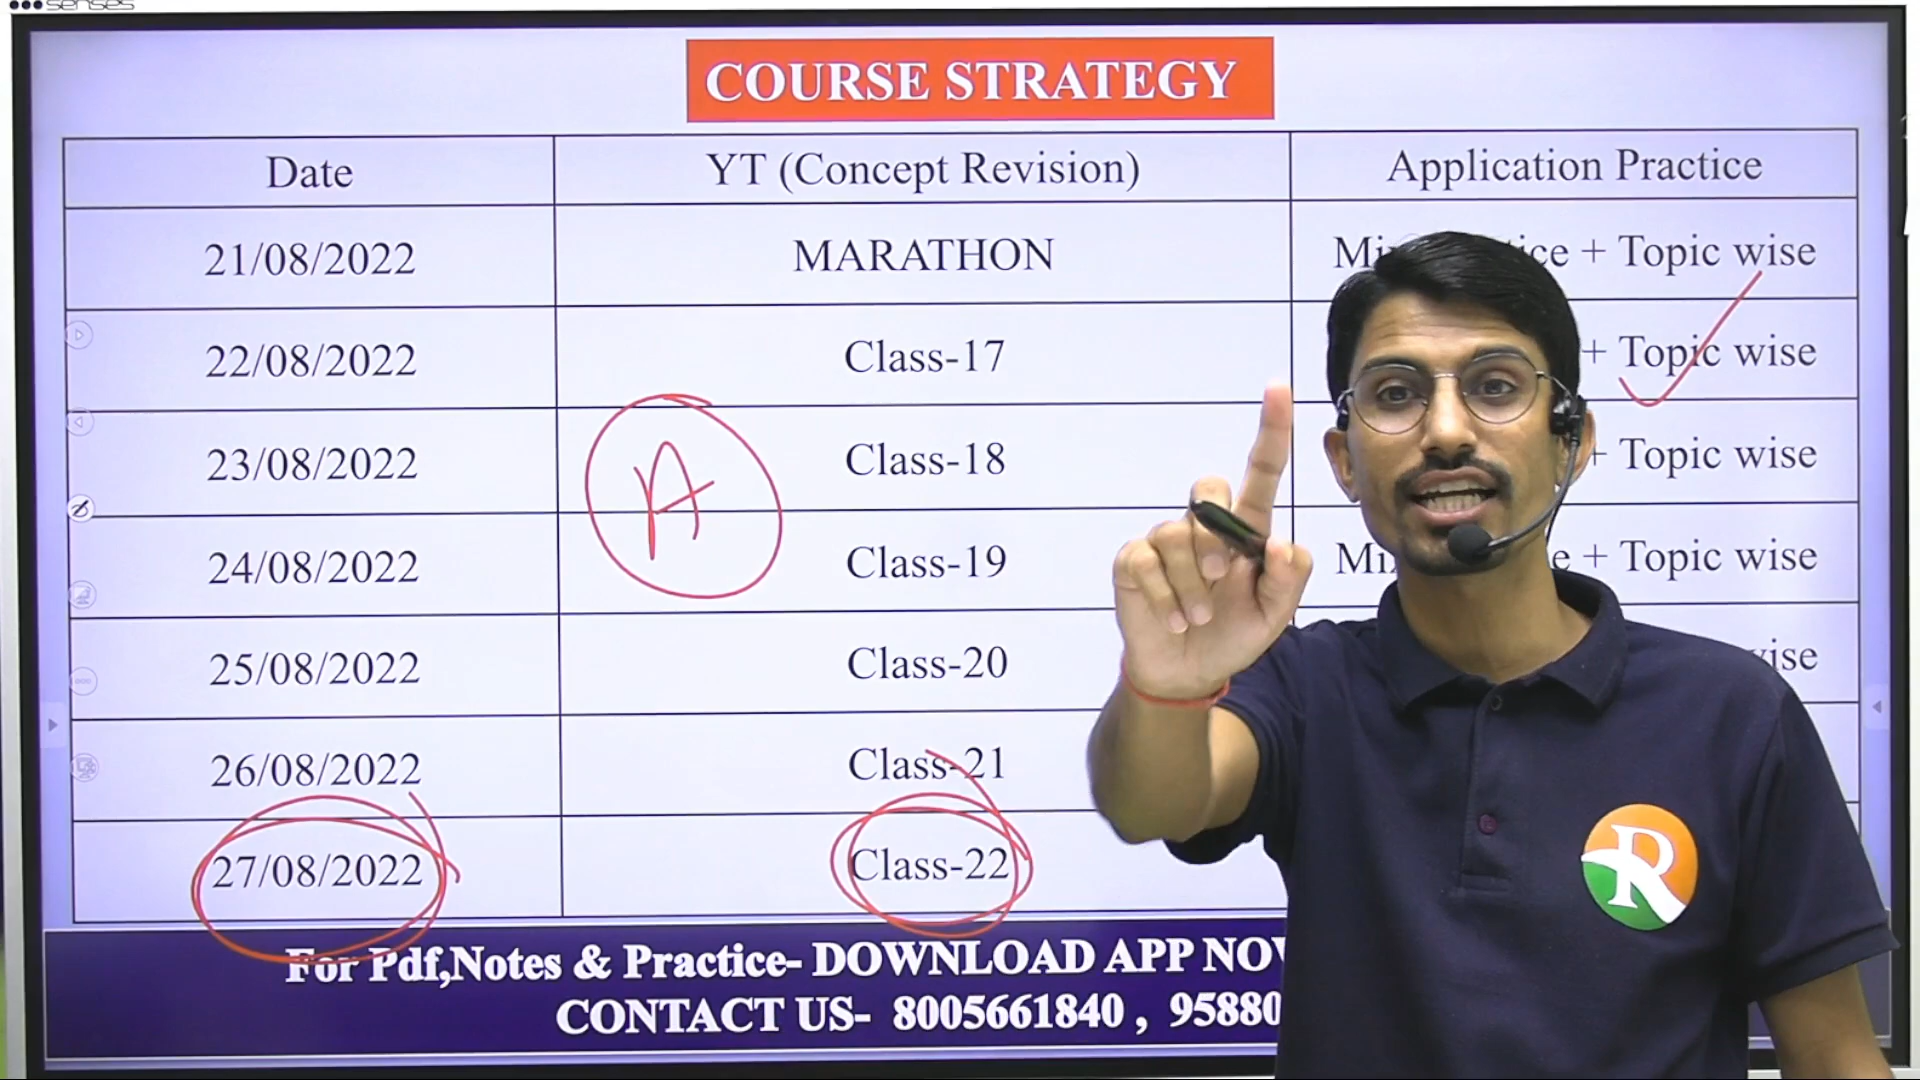 senses
COURSE STRATEGY
Date YT (Concept Revision) Application Practice
21/08/2022 MARATHON + Topic wise
22/08/2022 Class-17 + Topic wise
A
23/08/2022 Class-18 + Topic wise
24/08/2022 Class-19 + Topic wise
25/08/2022 Class-20
26/08/2022 Class-21
27/08/2022 Class-22
For Pdf,Notes & Practice- DOWNLOAD APP
CONTACT US- 8005661840 , 95880
R